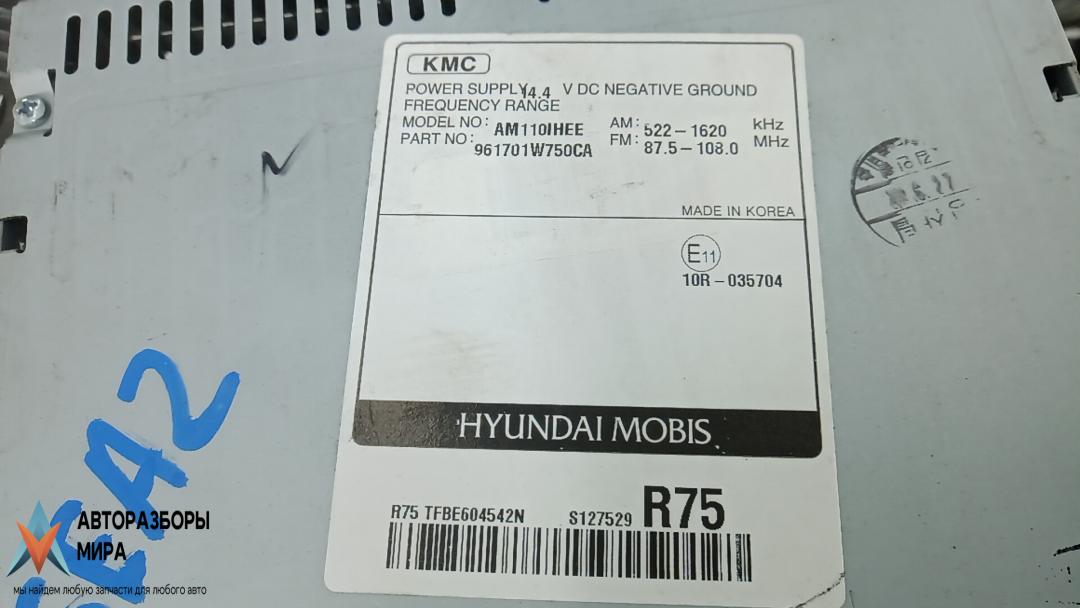 KMC
POWER SUPPLY 14.4 V DC NEGATIVE GROUND
FREQUENCY RANGE
MODEL NO: AM110IHEE AM: 522-1620 kHz
PART NO: 961701W750CA FM: 87.5-108.0 MHz
MADE IN KOREA
E11
10R-035704
HYUNDAI MOBIS
R75 TFBE604542N S127529 R75
АВТОРАЗБОРЫ
МИРА
мы найдем любую запчасти для любого авто